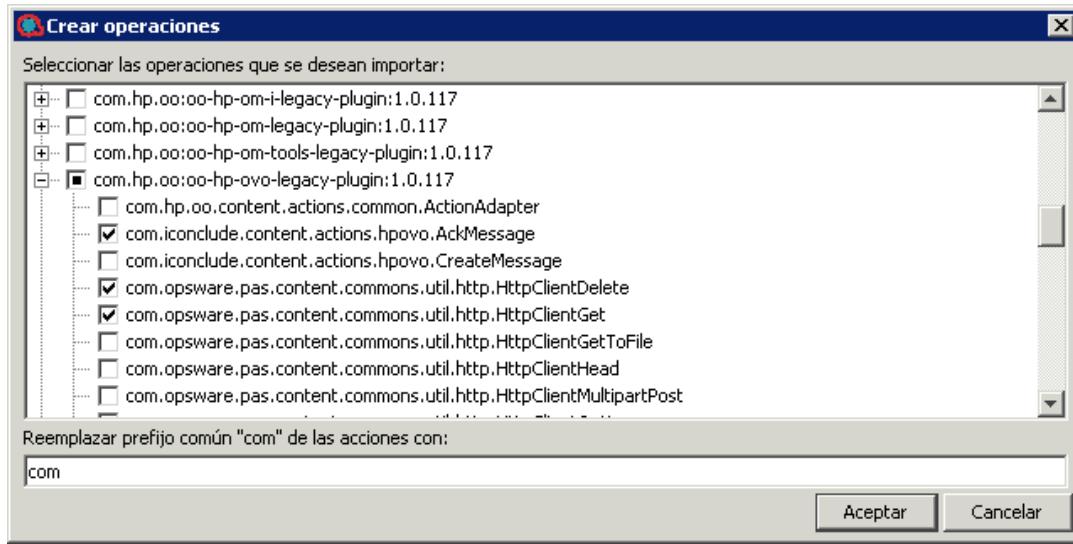 Crear operaciones
Seleccionar las operaciones que se desean importar:
com.hp.oo:oo-hp-om-i-legacy-plugin:1.0.117
com.hp.oo:oo-hp-om-legacy-plugin:1.0.117
com.hp.oo:oo-hp-om-tools-legacy-plugin:1.0.117
com.hp.oo:oo-hp-ovo-legacy-plugin:1.0.117
com.hp.oo.content.actions.common.ActionAdapter
com.iconclude.content.actions.hpovo.AckMessage
com.iconclude.content.actions.hpovo.CreateMessage
com.opsware.pas.content.commons.util.http.HttpClientDelete
com.opsware.pas.content.commons.util.http.HttpClientGet
com.opsware.pas.content.commons.util.http.HttpClientGetToFile
com.opsware.pas.content.commons.util.http.HttpClientHead
com.opsware.pas.content.commons.util.http.HttpClientMultipartPost
Reemplazar prefijo común "com" de las acciones con:
com
Aceptar Cancelar